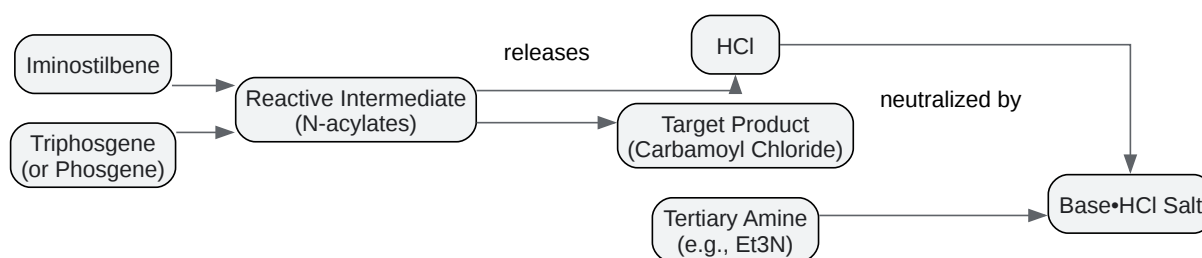 Iminostilbene
Triphosgene
(or Phosgene)
Reactive Intermediate
(N-acylates)
releases
HCl
Target Product
(Carbamoyl Chloride)
neutralized by
Tertiary Amine
(e.g., Et3N)
Base•HCl Salt